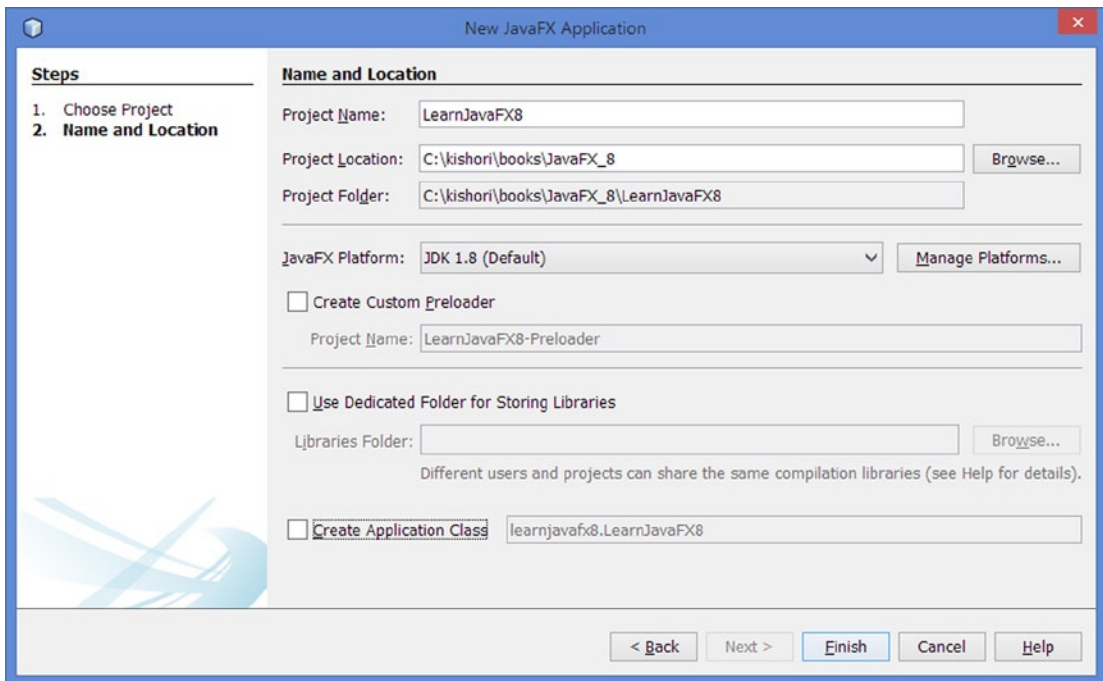 New JavaFX Application
Steps
1. Choose Project
2. Name and Location
Name and Location
Project Name: LearnJavaFX8
Project Location: C:\kishori\books\JavaFX_8 Browse...
Project Folder: C:\kishori\books\JavaFX_8\LearnJavaFX8
JavaFX Platform: JDK 1.8 (Default) Manage Platforms...
Create Custom Preloader
Project Name: LearnJavaFX8-Preloader
Use Dedicated Folder for Storing Libraries
Libraries Folder: Browse...
Different users and projects can share the same compilation libraries (see Help for details).
Create Application Class learnjavafx8.LearnJavaFX8
< Back Next > Finish Cancel Help